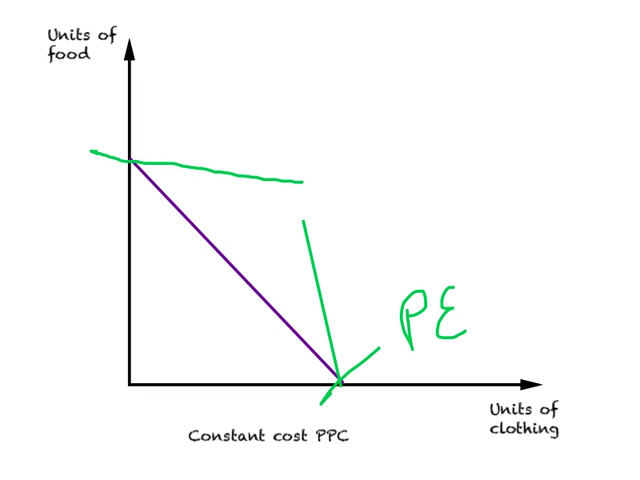 Units of
food
PE
Units of
clothing
Constant cost PPC